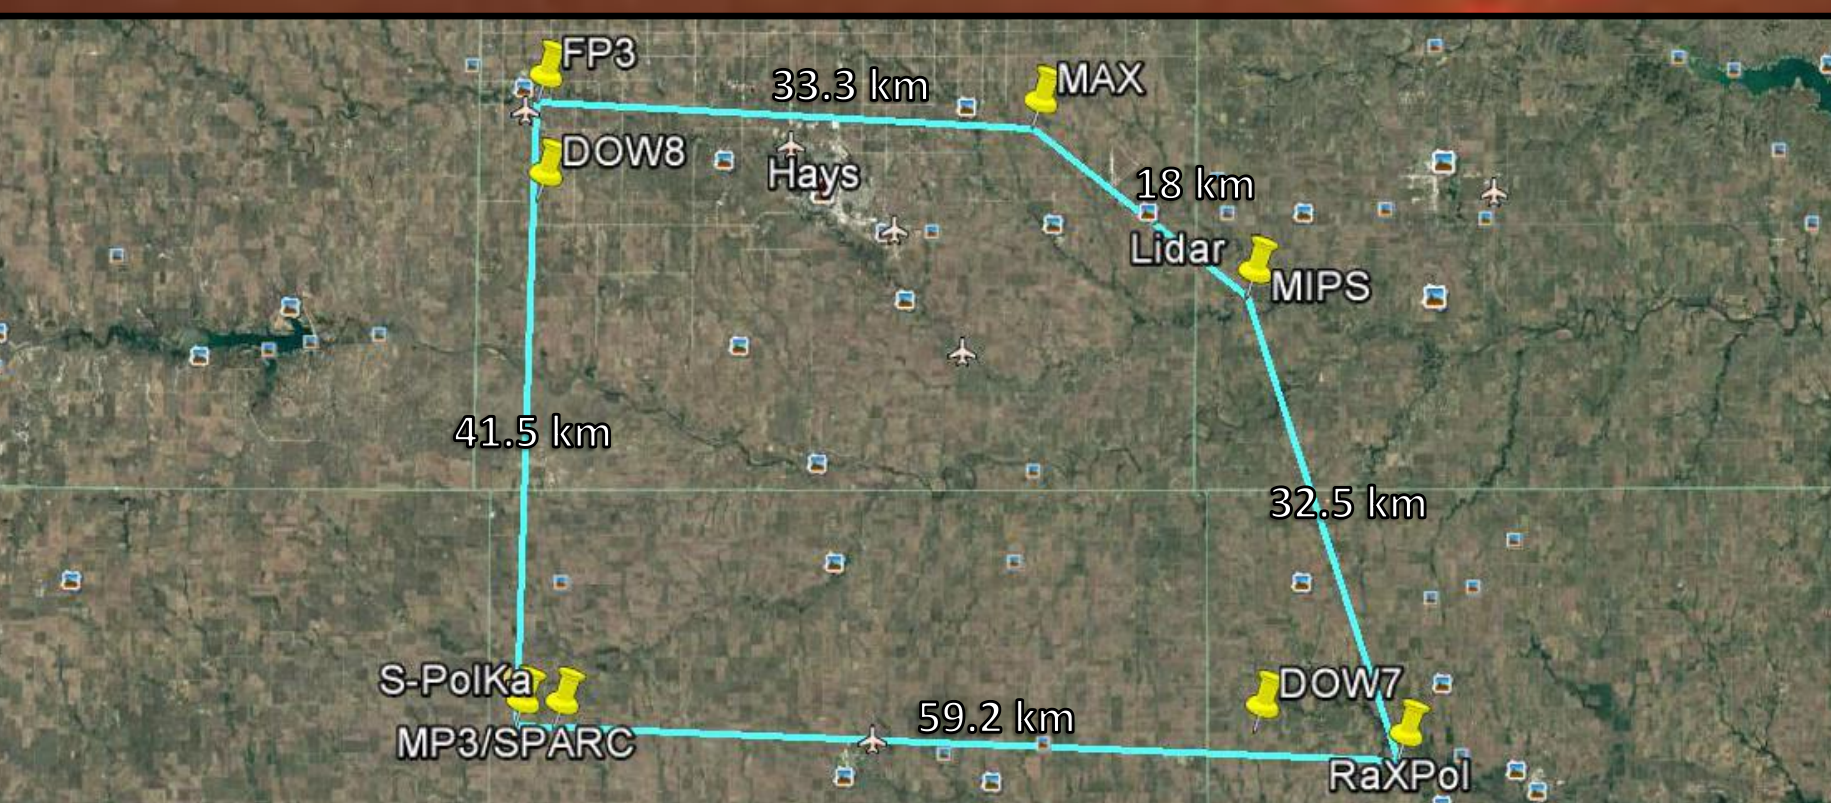 FP3
33.3 km
MAX
DOW8
Hays
18 km
Lidar
MIPS
41.5 km
32.5 km
S-PolKa
DOW7
59.2 km
MP3/SPARC
RaXPol